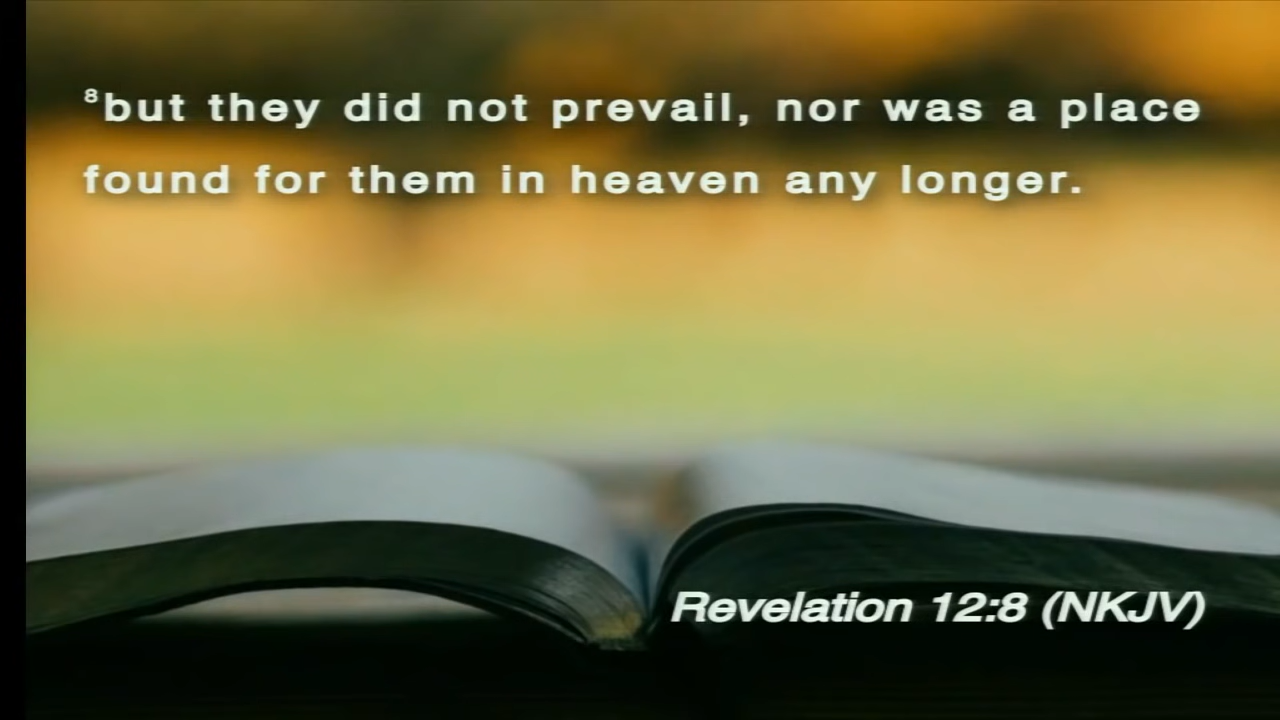 ⁸but they did not prevail, nor was a place
found for them in heaven any longer.
Revelation 12:8 (NKJV)